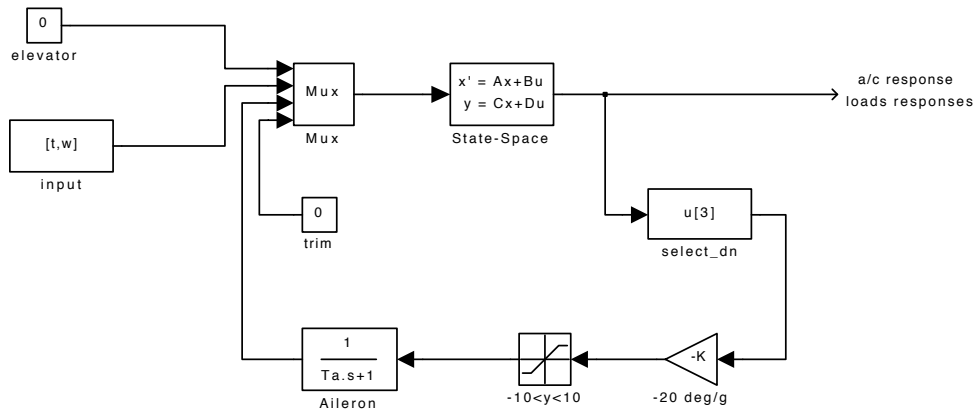 0
elevator
[t,w]
input
Mux
Mux
0
trim
x' = Ax+Bu
y = Cx+Du
State-Space
a/c response
loads responses
u[3]
select_dn
1
Ta.s+1
Aileron
-10<y<10
-K
-20 deg/g